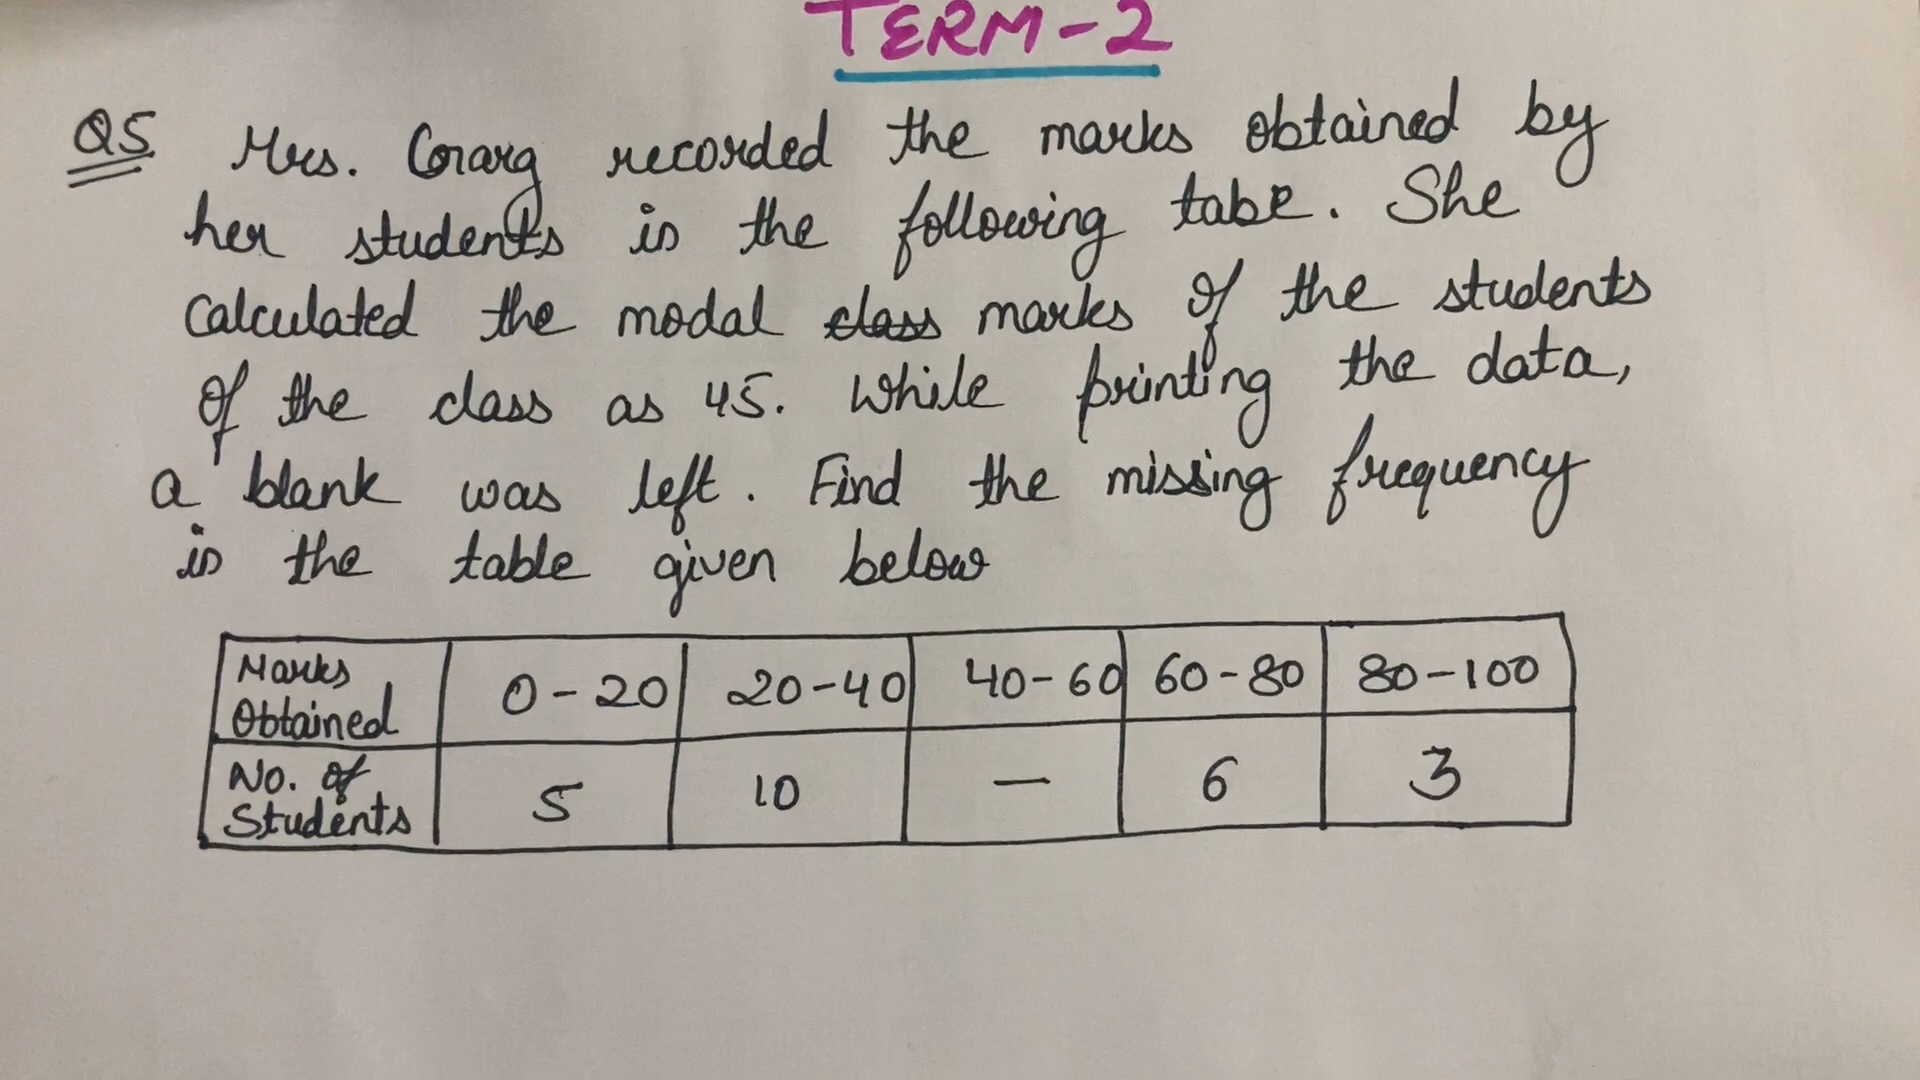 TERM-2
Q5 Mrs. Garg recorded the marks obtained by
her students in the following table. She
calculated the modal class marks of the students
of the class as 45. While printing the data,
a blank was left. Find the missing frequency
in the table given below
Marks Obtained 0-20 20-40 40-60 60-80 80-100
No. of Students 5 10 — 6 3